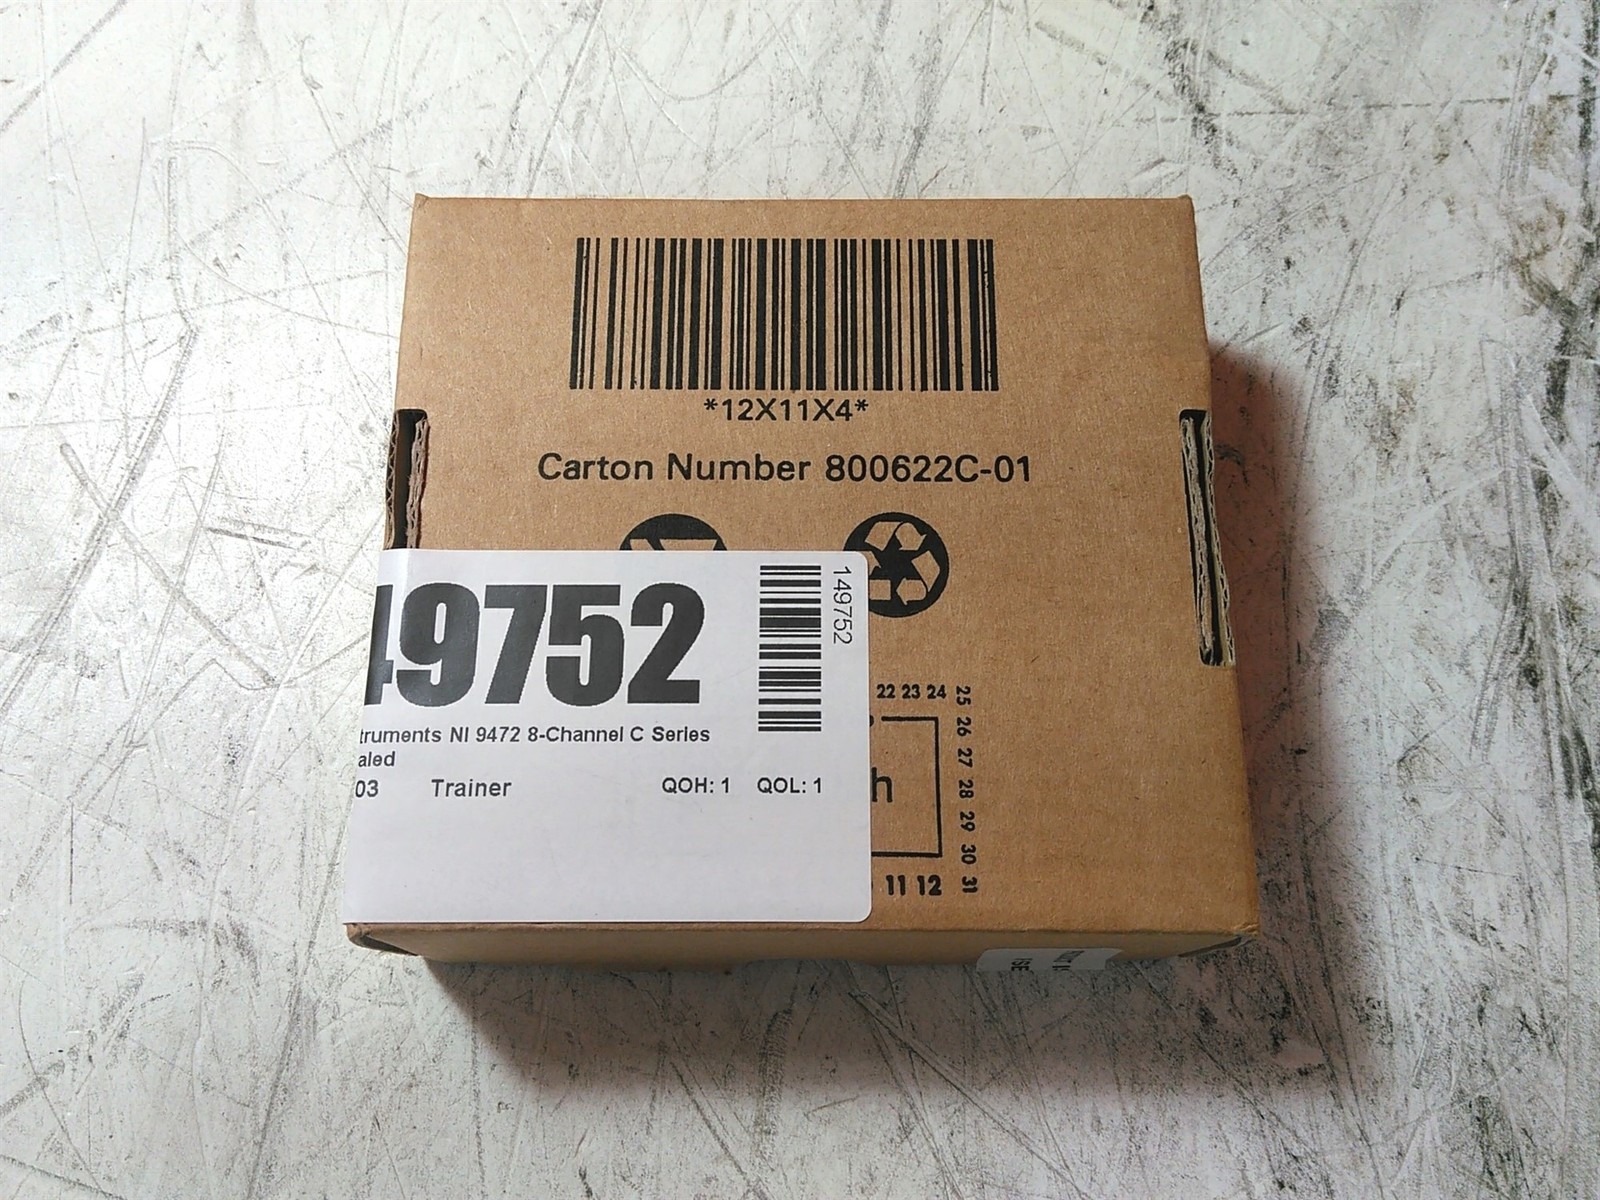 *12X11X4*
Carton Number 800622C-01
49752
149752
truments NI 9472 8-Channel C Series
aled
03 Trainer QOH: 1 QOL: 1
22 23 24 25
26
27
28
29
30
31
h
11 12